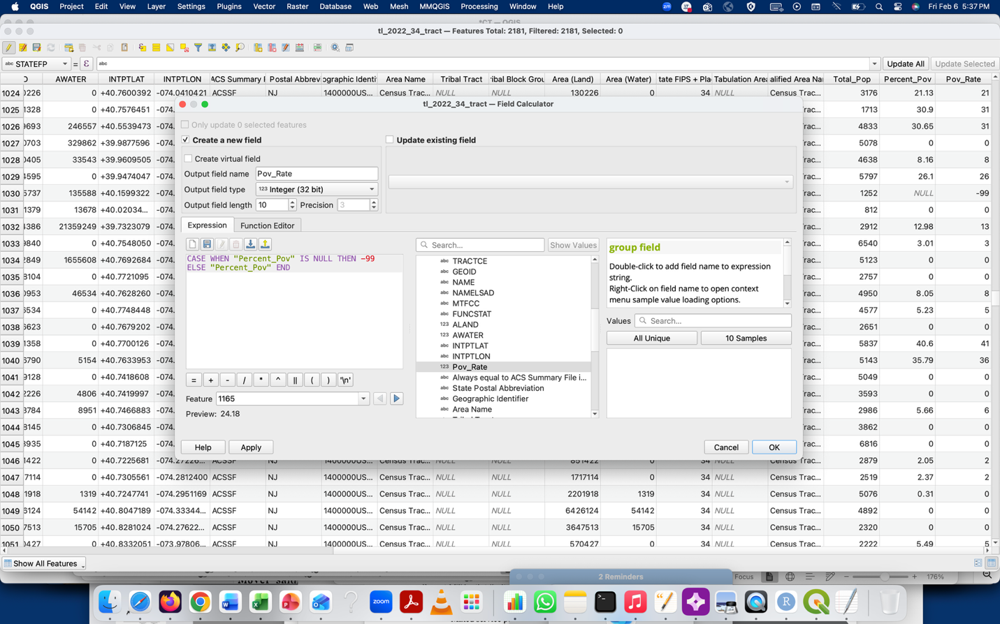 QGIS Project Edit View Layer Settings Plugins Vector Raster Database Web Mesh MMQGIS Processing Window Help zm Fri Feb 6 5:37 PM
*CT — QGIS
tl_2022_34_tract — Features Total: 2181, Filtered: 2181, Selected: 0
abc STATEFP = ε abc Update All Update Selected
D AWATER INTPTLAT INTPTLON ACS Summary Postal Abbrev ographic Identi Area Name Tribal Tract ribal Block Grou Area (Land) Area (Water) tate FIPS + Pla Tabulation Area alified Area Na Total_Pop Percent_Pov Pov_Rate
1024 0226 0 +40.7600392 -074.0410421 ACSSF NJ 1400000US... Census Trac... NULL NULL 130226 0 34 NULL Census Trac... 3176 21.13 21
tl_2022_34_tract — Field Calculator
1025 1328 0 +40.7576451 -074. rac... 1713 30.9 31
1026 9693 246557 +40.5539473 -074. rac... 4833 30.65 31
1027 0703 329862 +39.9877596 -074. rac... 5078 0 0
1028 0405 33543 +39.9609505 -074. rac... 4638 8.16 8
1029 4595 0 +39.9474047 -074. rac... 5797 26.1 26
1030 5737 135588 +40.1599322 -074. rac... 1252 NULL -99
1031 1379 13678 +40.02034... -074. rac... 812 0 0
1032 4386 21359249 +39.7323079 -074. rac... 2912 12.98 13
1033 9840 0 +40.7548050 -074. rac... 6540 3.01 3
1034 2849 1655608 +40.7692684 -074. rac... 5123 0 0
1035 8104 0 +40.7721095 -074. rac... 2757 0 0
1036 0953 46534 +40.7628260 -074. rac... 4950 8.05 8
1037 6534 0 +40.7748448 -074. rac... 4577 5.23 5
1038 6623 0 +40.7679202 -074. rac... 2651 0 0
1039 1358 0 +40.7700126 -074. rac... 5837 40.6 41
1040 6790 5154 +40.7633953 -074. rac... 5143 35.79 36
1041 9128 0 +40.7418608 -074. rac... 5049 0 0
1042 2226 4806 +40.7419997 -074. rac... 3593 0 0
1043 3784 8951 +40.7466883 -074. rac... 2986 5.66 6
1044 8145 0 +40.7306845 -074. rac... 3862 0 0
1045 3935 0 +40.7187125 -074. rac... 6816 0 0
1046 1422 0 +40.7225681 -074.27226... ACSSF NJ 1400000US... Census Trac... NULL NULL 851422 0 34 NULL Census Trac... 2879 2.05 2
1047 7114 0 +40.7305561 -074.2812400 ACSSF NJ 1400000US... Census Trac... NULL NULL 1717114 0 34 NULL Census Trac... 2519 2.37 2
1048 1918 1319 +40.7247741 -074.2951169 ACSSF NJ 1400000US... Census Trac... NULL NULL 2201918 1319 34 NULL Census Trac... 5076 0.31 0
1049 6124 54142 +40.8047189 -074.33344... ACSSF NJ 1400000US... Census Trac... NULL NULL 6426124 54142 34 NULL Census Trac... 4892 0 0
1050 7513 15705 +40.8281024 -074.27622... ACSSF NJ 1400000US... Census Trac... NULL NULL 3647513 15705 34 NULL Census Trac... 2320 0 0
1051 0427 0 +40.8332051 -073.97806... ACSSF NJ 1400000US... Census Trac... NULL NULL 570427 0 34 NULL Census Trac... 2222 5.49 5
Only update 0 selected features
Create a new field
Update existing field
Create virtual field
Output field name Pov_Rate
Output field type 123 Integer (32 bit)
Output field length 10 Precision 3
Expression Function Editor
CASE WHEN "Percent_Pov" IS NULL THEN -99
ELSE "Percent_Pov" END
= + - / * ^ || ( ) '\n'
Feature 1165
Preview: 24.18
Search... Show Values
abc TRACTCE
abc GEOID
abc NAME
abc NAMELSAD
abc MTFCC
abc FUNCSTAT
123 ALAND
123 AWATER
abc INTPTLAT
abc INTPTLON
123 Pov_Rate
abc Always equal to ACS Summary File i...
abc State Postal Abbreviation
abc Geographic Identifier
abc Area Name
group field
Double-click to add field name to expression
string.
Right-Click on field name to open context
menu sample value loading options.
Values Search...
All Unique 10 Samples
Help Apply Cancel OK
Show All Features
2 Reminders
Focus 176%
zoom
R